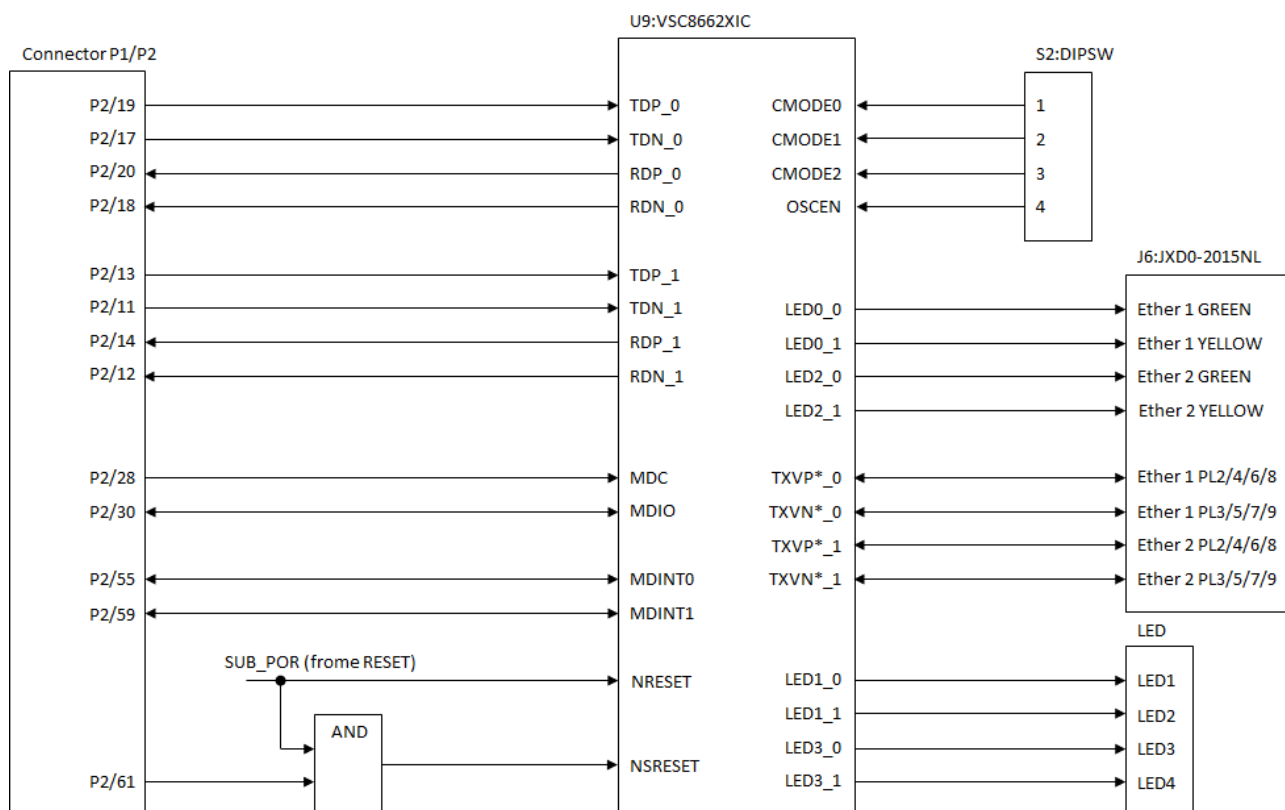 U9:VSC8662XIC
Connector P1/P2
S2:DIPSW
P2/19 TDP_0 CMODE0 1
P2/17 TDN_0 CMODE1 2
P2/20 RDP_0 CMODE2 3
P2/18 RDN_0 OSCEN 4
J6:JXD0-2015NL
P2/13 TDP_1
P2/11 TDN_1 LED0_0 Ether 1 GREEN
P2/14 RDP_1 LED0_1 Ether 1 YELLOW
P2/12 RDN_1 LED2_0 Ether 2 GREEN
LED2_1 Ether 2 YELLOW
P2/28 MDC TXVP*_0 Ether 1 PL2/4/6/8
P2/30 MDIO TXVN*_0 Ether 1 PL3/5/7/9
TXVP*_1 Ether 2 PL2/4/6/8
P2/55 MDINT0 TXVN*_1 Ether 2 PL3/5/7/9
P2/59 MDINT1
LED
SUB_POR (frome RESET)
NRESET LED1_0 LED1
LED1_1 LED2
AND
LED3_0 LED3
NSRESET
P2/61 LED3_1 LED4